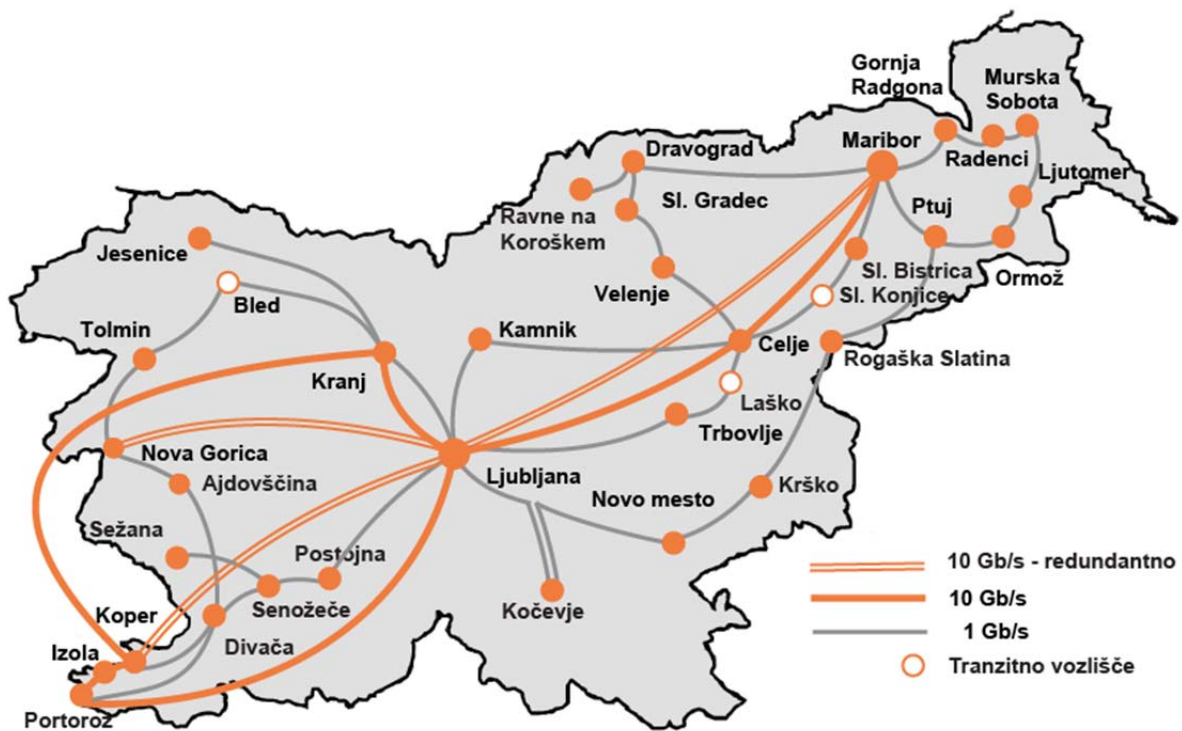 Gornja
Radgona
Murska
Sobota
Maribor
Dravograd
Radenci
Ljutomer
Ravne na
Koroškem
Sl. Gradec
Ptuj
Jesenice
Bled
Velenje
Sl. Bistrica
Ormož
Sl. Konjice
Tolmin
Kamnik
Celje
Rogaška Slatina
Kranj
Laško
Trbovlje
Nova Gorica
Ljubljana
Ajdovščina
Novo mesto
Krško
Sežana
Postojna
Senožeče
Kočevje
Koper
Divača
Izola
Portorož
10 Gb/s - redundantno
10 Gb/s
1 Gb/s
Tranzitno vozlišče